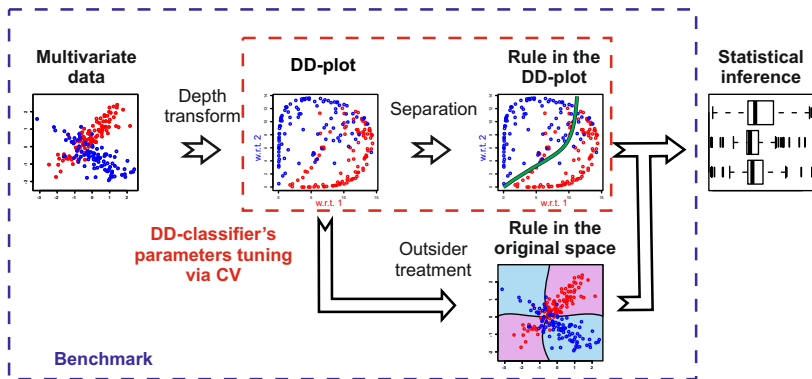 Multivariate
data
Depth
transform
DD-plot
w.r.t. 2
w.r.t. 1
Separation
Rule in the
DD-plot
w.r.t. 2
w.r.t. 1
Statistical
inference
DD-classifier's
parameters tuning
via CV
Outsider
treatment
Rule in the
original space
Benchmark